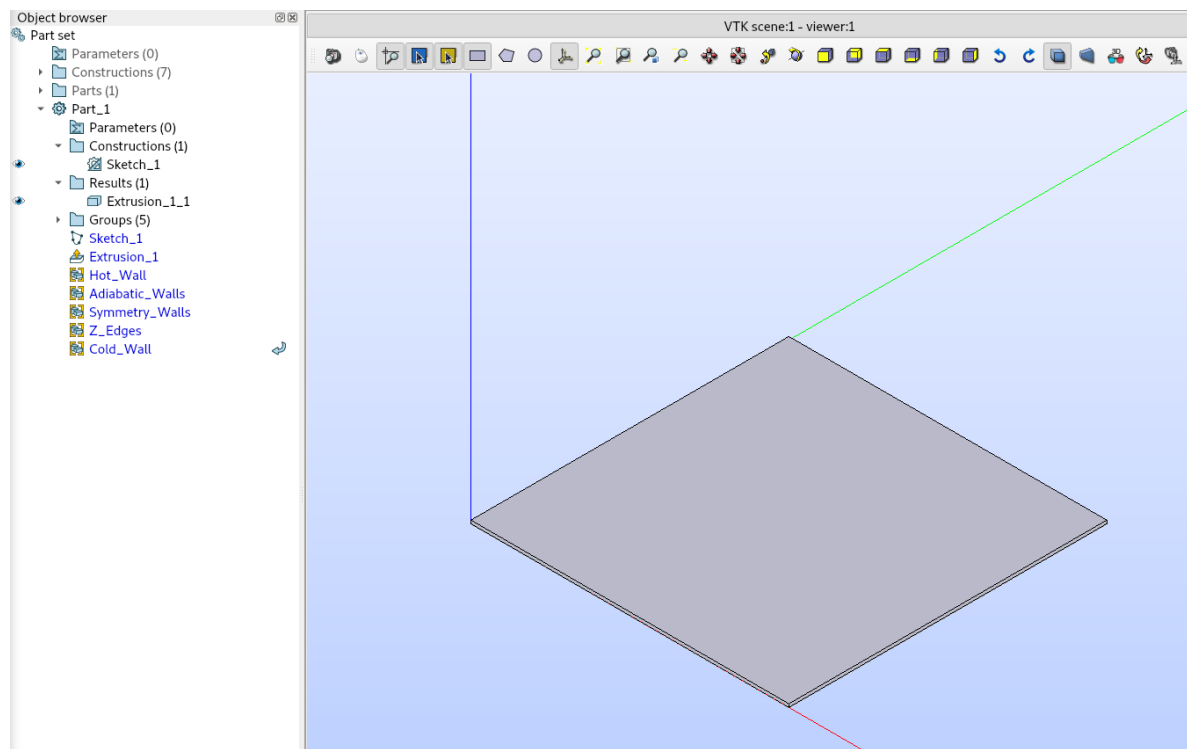 Object browser
Part set
Parameters (0)
Constructions (7)
Parts (1)
Part_1
Parameters (0)
Constructions (1)
Sketch_1
Results (1)
Extrusion_1_1
Groups (5)
Sketch_1
Extrusion_1
Hot_Wall
Adiabatic_Walls
Symmetry_Walls
Z_Edges
Cold_Wall
VTK scene:1 - viewer:1